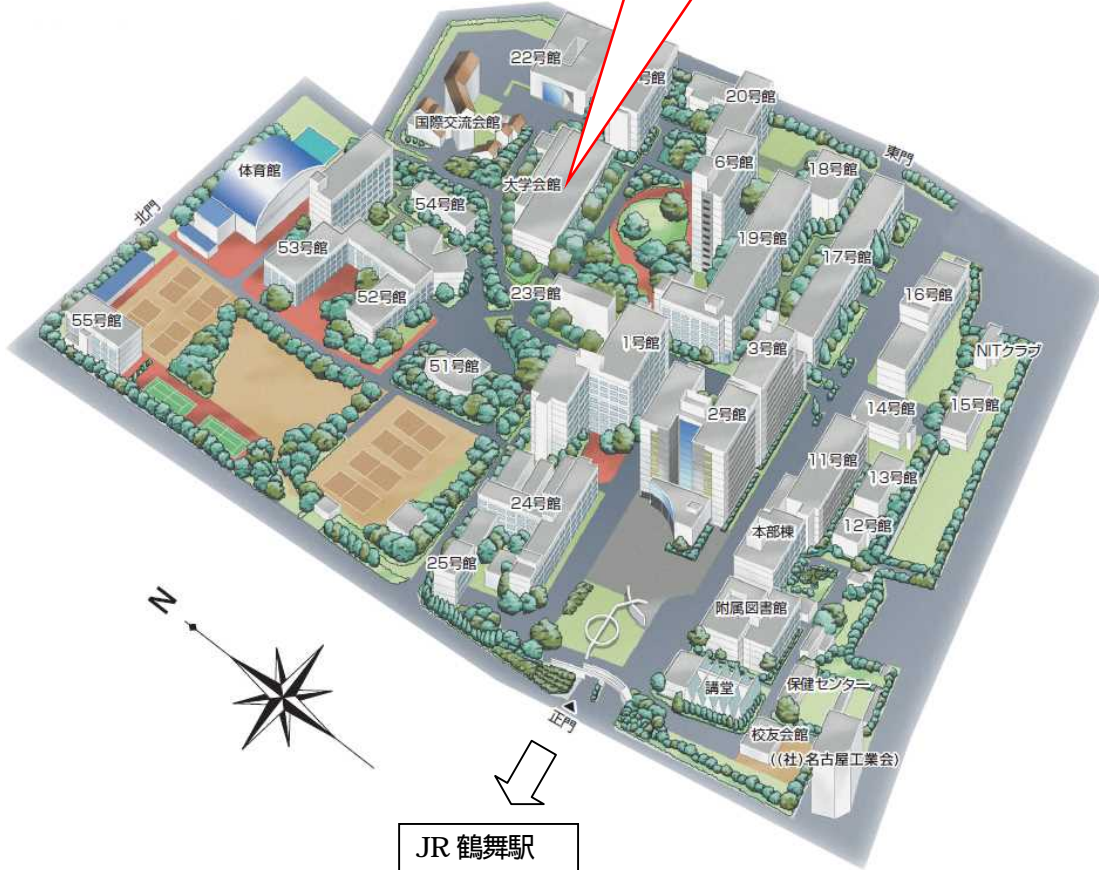 22号館
号館
20号館
国際交流会館
東門
体育館
6号館
18号館
大学会館
54号館
北門
19号館
17号館
53号館
52号館
23号館
16号館
55号館
1号館
3号館
NITクラブ
51号館
2号館
14号館
15号館
11号館
13号館
24号館
本部棟
12号館
25号館
N
附属図書館
講堂
保健センター
正門
校友会館
((社)名古屋工業会)
JR 鶴舞駅